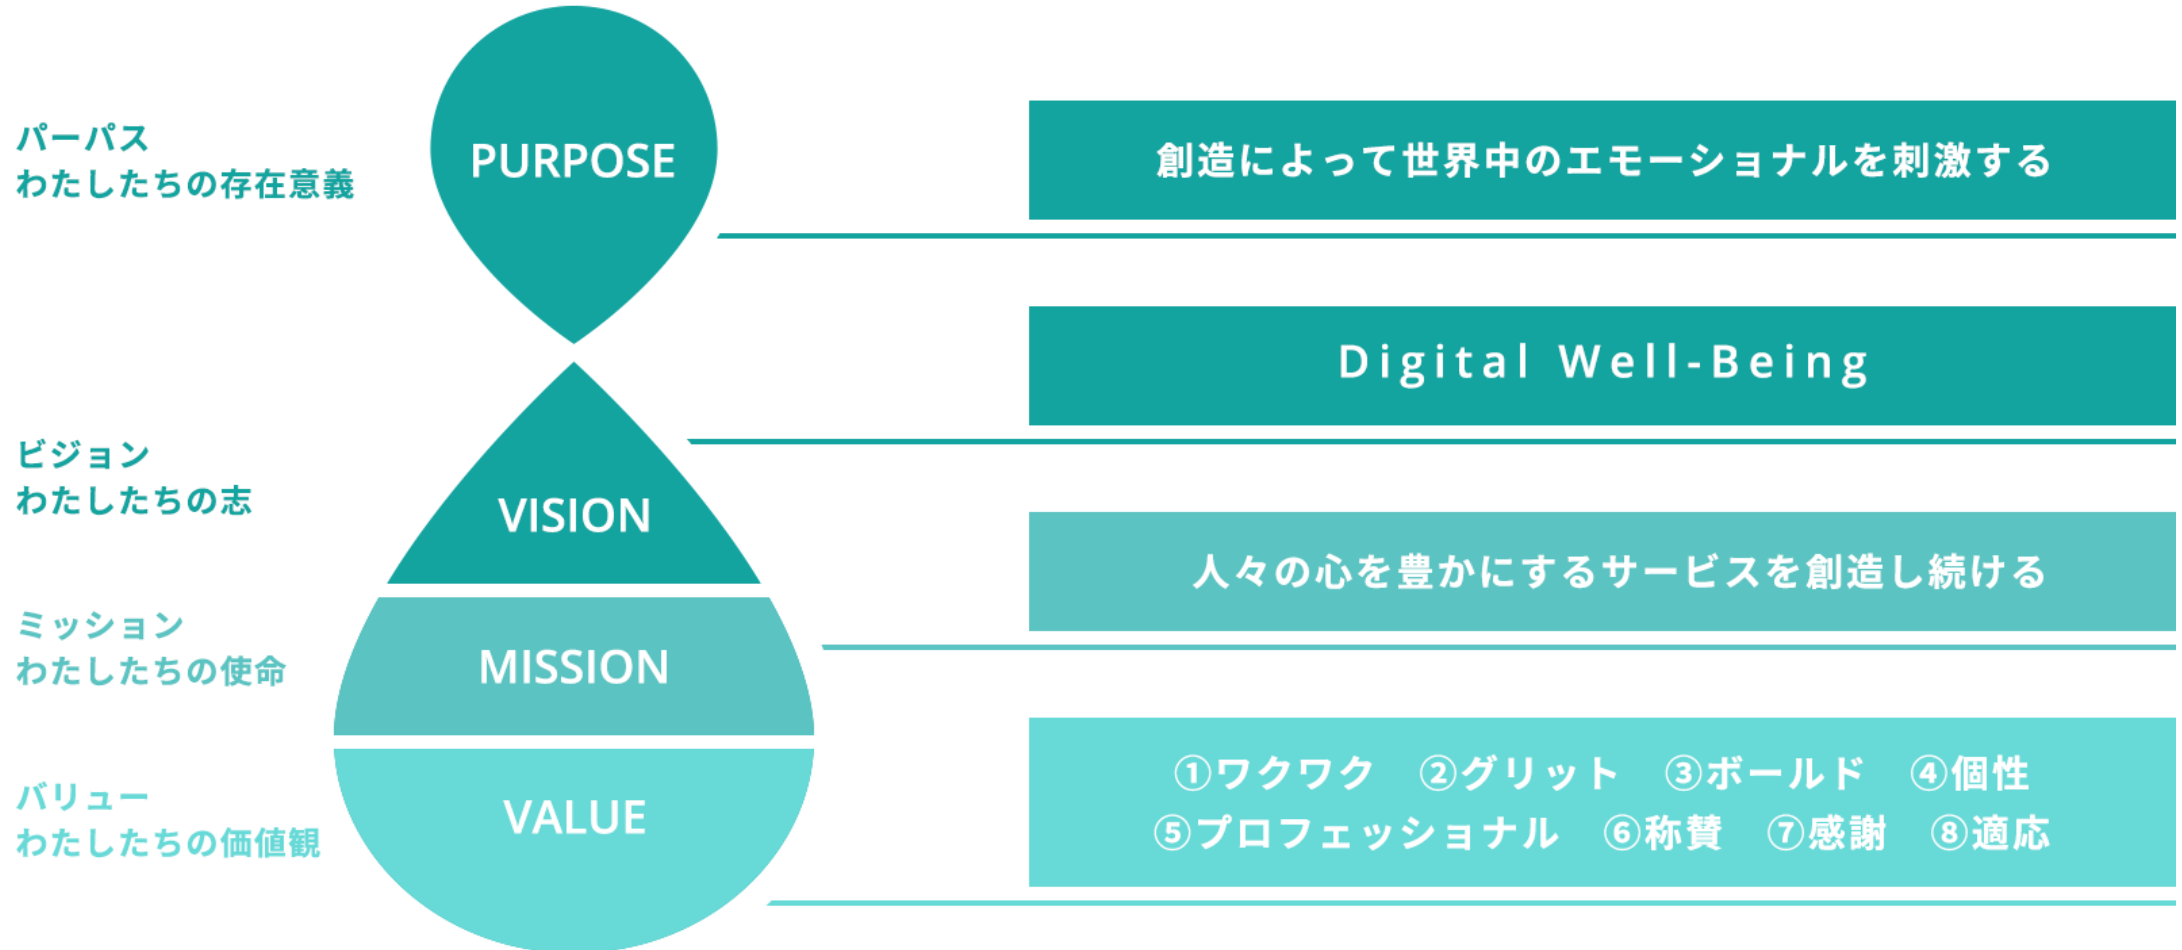 パーパス
わたしたちの存在意義
PURPOSE
創造によって世界中のエモーショナルを刺激する
ビジョン
わたしたちの志
VISION
Digital Well-Being
ミッション
わたしたちの使命
MISSION
人々の心を豊かにするサービスを創造し続ける
バリュー
わたしたちの価値観
VALUE
①ワクワク ②グリット ③ボールド ④個性
⑤プロフェッショナル ⑥称賛 ⑦感謝 ⑧適応